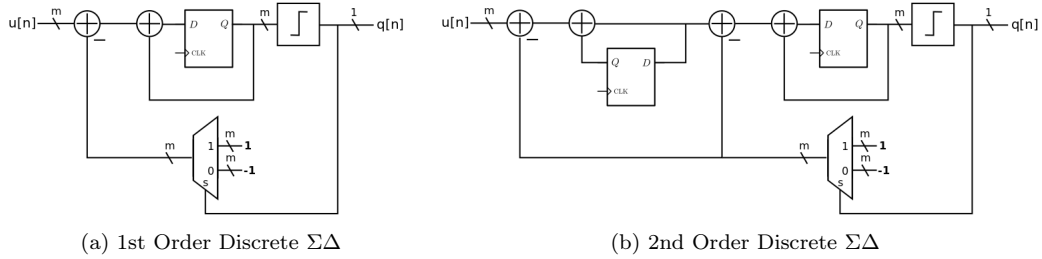 u[n] m D Q CLK m 1 q[n]
m 1 m 1
0 m -1
s
(a) 1st Order Discrete ΣΔ
u[n] m Q D CLK D Q CLK m 1 q[n]
m 1 m 1
0 m -1
s
(b) 2nd Order Discrete ΣΔ